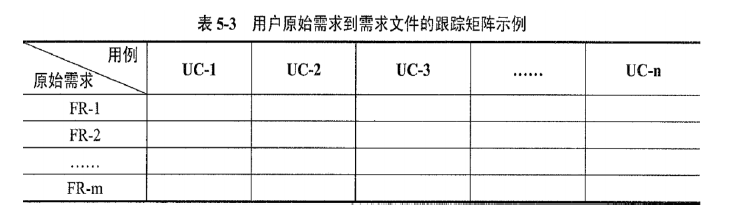 表 5-3 用户原始需求到需求文件的跟踪矩阵示例
用例
原始需求
UC-1 UC-2 UC-3 …… UC-n
FR-1
FR-2
……
FR-m